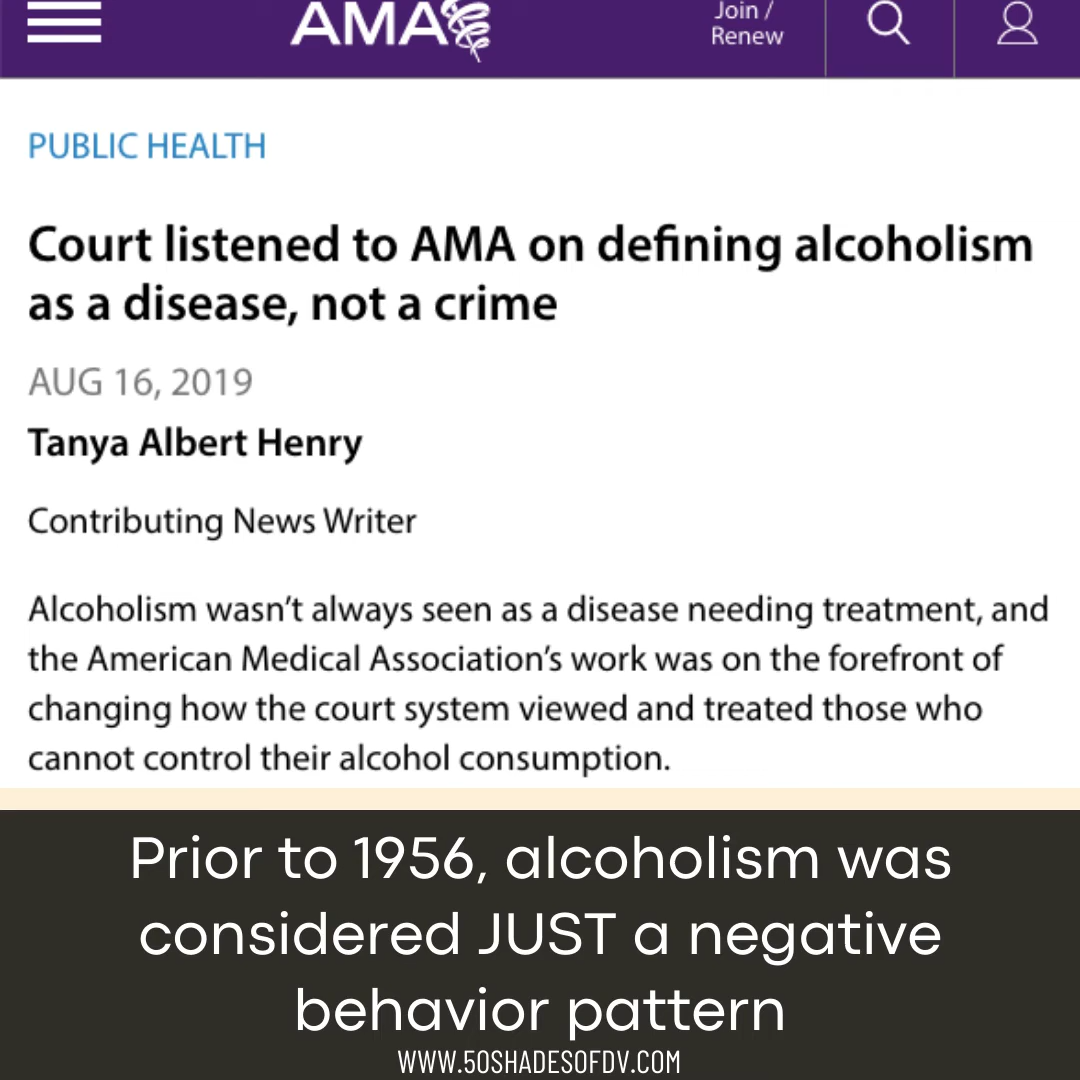 AMA
Join /
Renew
PUBLIC HEALTH
Court listened to AMA on defining alcoholism
as a disease, not a crime
AUG 16, 2019
Tanya Albert Henry
Contributing News Writer
Alcoholism wasn’t always seen as a disease needing treatment, and
the American Medical Association’s work was on the forefront of
changing how the court system viewed and treated those who
cannot control their alcohol consumption.
Prior to 1956, alcoholism was
considered JUST a negative
behavior pattern
WWW.50SHADESOFDV.COM